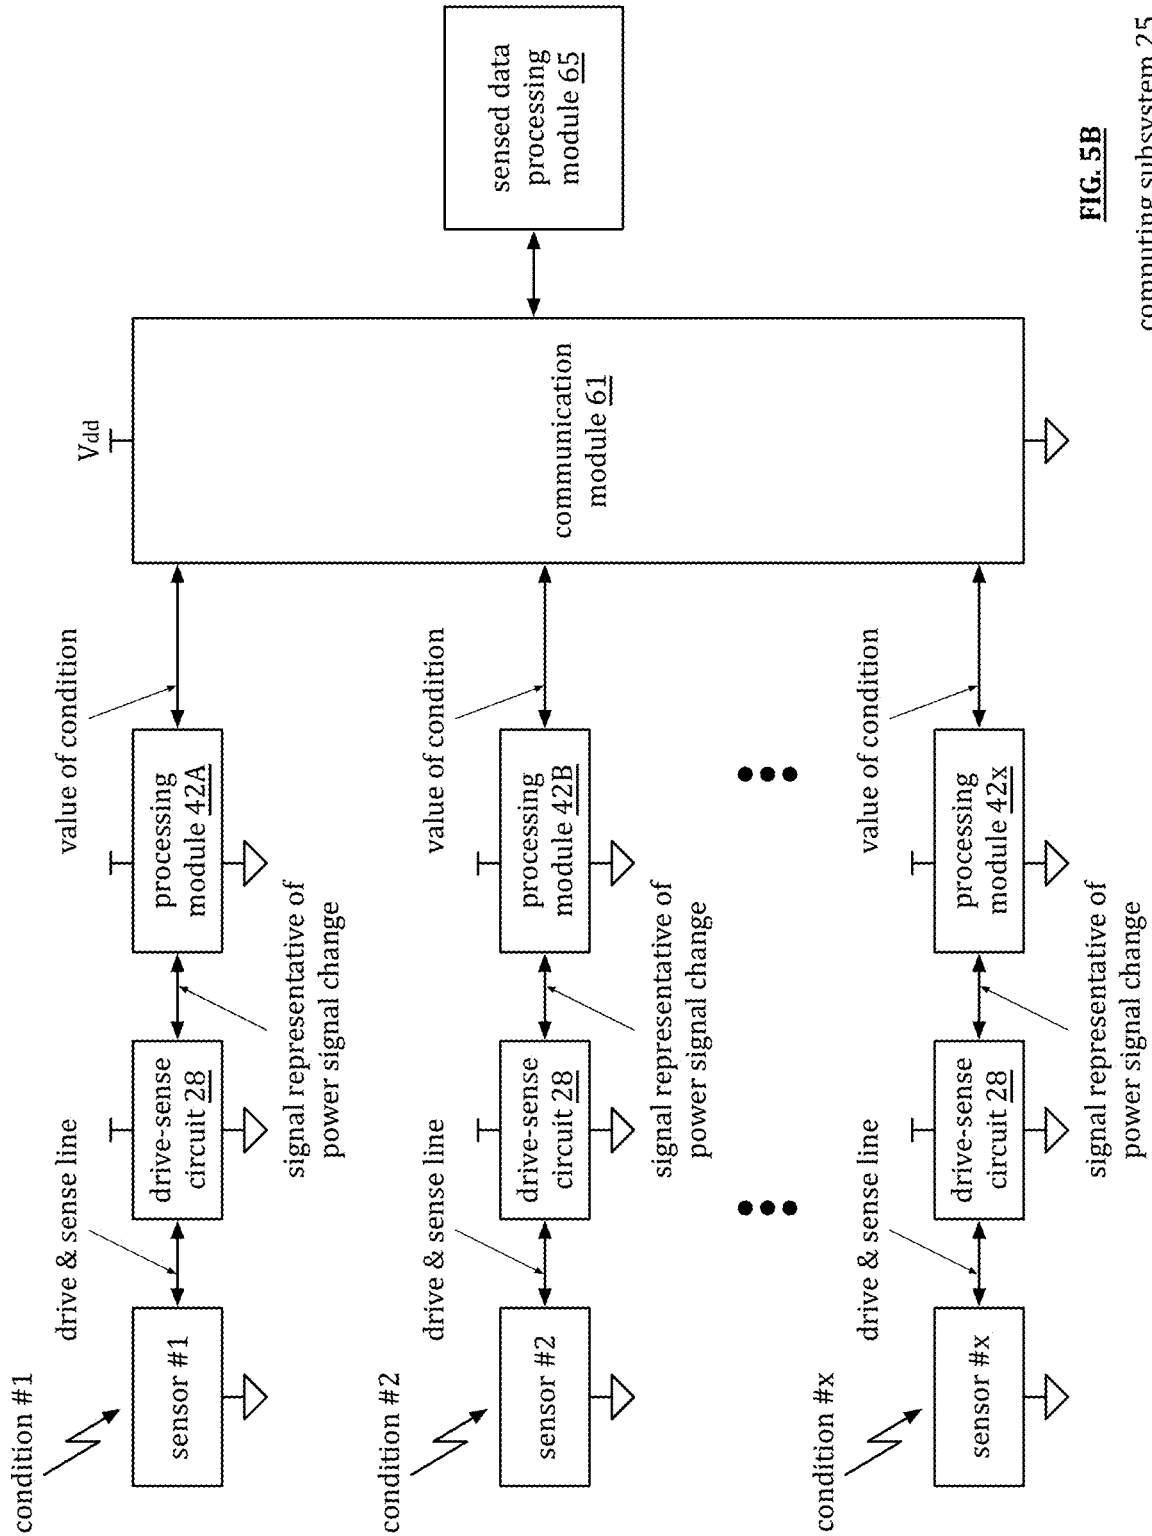 condition #1
drive & sense line
value of condition
Vdd
sensor #1
drive-sense
circuit 28
processing
module 42A
signal representative of
power signal change
condition #2
drive & sense line
value of condition
sensor #2
drive-sense
circuit 28
processing
module 42B
signal representative of
power signal change
communication
module 61
sensed data
processing
module 65
condition #x
drive & sense line
value of condition
sensor #x
drive-sense
circuit 28
processing
module 42x
signal representative of
power signal change
FIG. 5B
computing subsystem 25